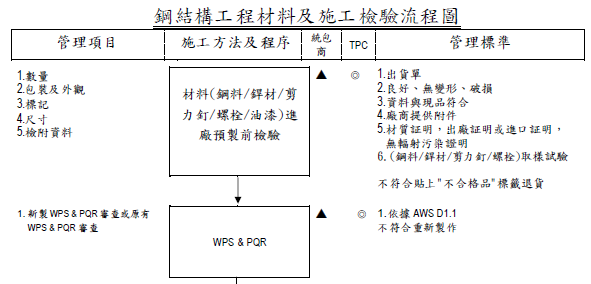 鋼結構工程材料及施工檢驗流程圖
管理項目
施工方法及程序
統包商
TPC
管理標準
1.數量
2.包裝及外觀
3.標記
4.尺寸
5.檢附資料
材料(鋼料/銲材/剪
力釘/螺栓/油漆)進
廠預製前檢驗
▲
◎
1.出貨單
2.良好、無變形、破損
3.資料與現品符合
4.廠商提供附件
5.材質証明，出廠証明或進口証明，
無輻射污染證明
6.(鋼料/銲材/剪力釘/螺栓)取樣試驗
不符合貼上"不合格品"標籤退貨
1. 新製 WPS & PQR 審查或原有
WPS & PQR 審查
WPS & PQR
▲
◎
1.依據 AWS D1.1
不符合重新製作